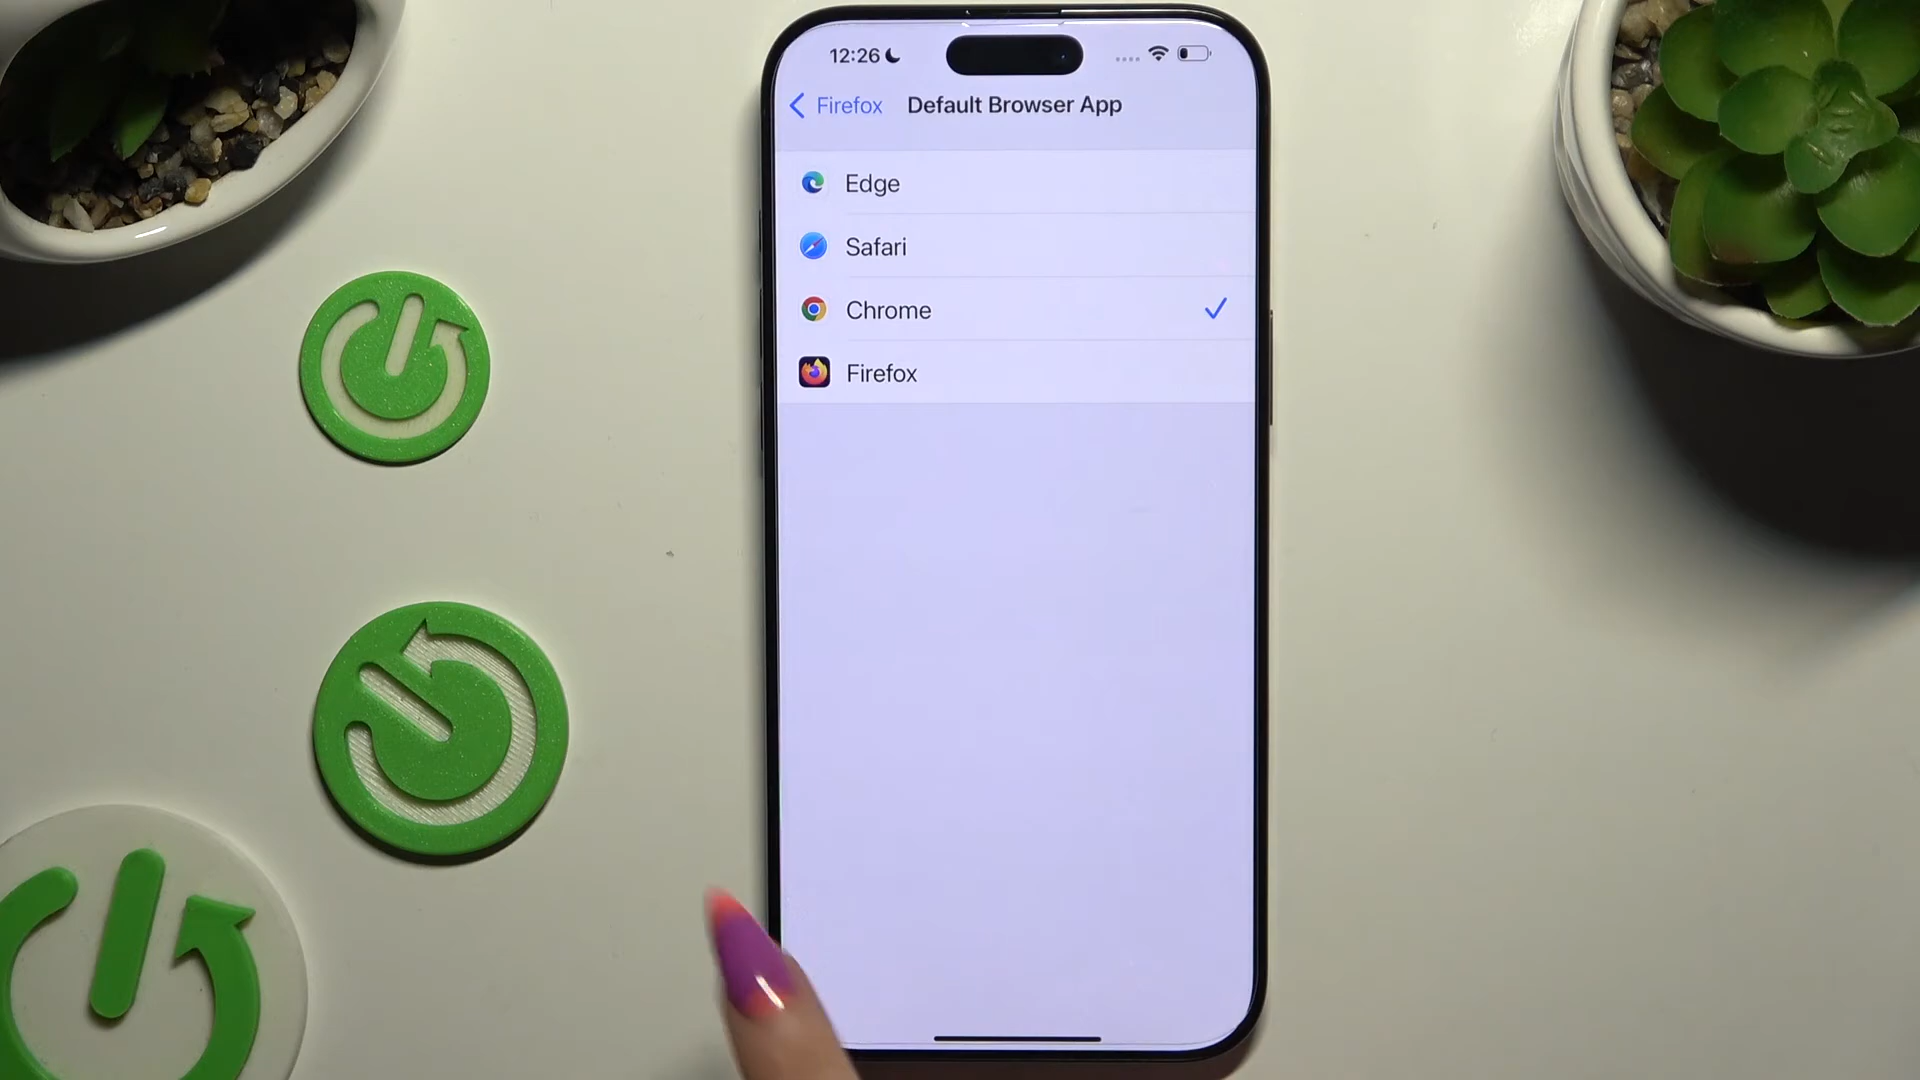 12:26
Firefox
Default Browser App
Edge
Safari
Chrome
Firefox